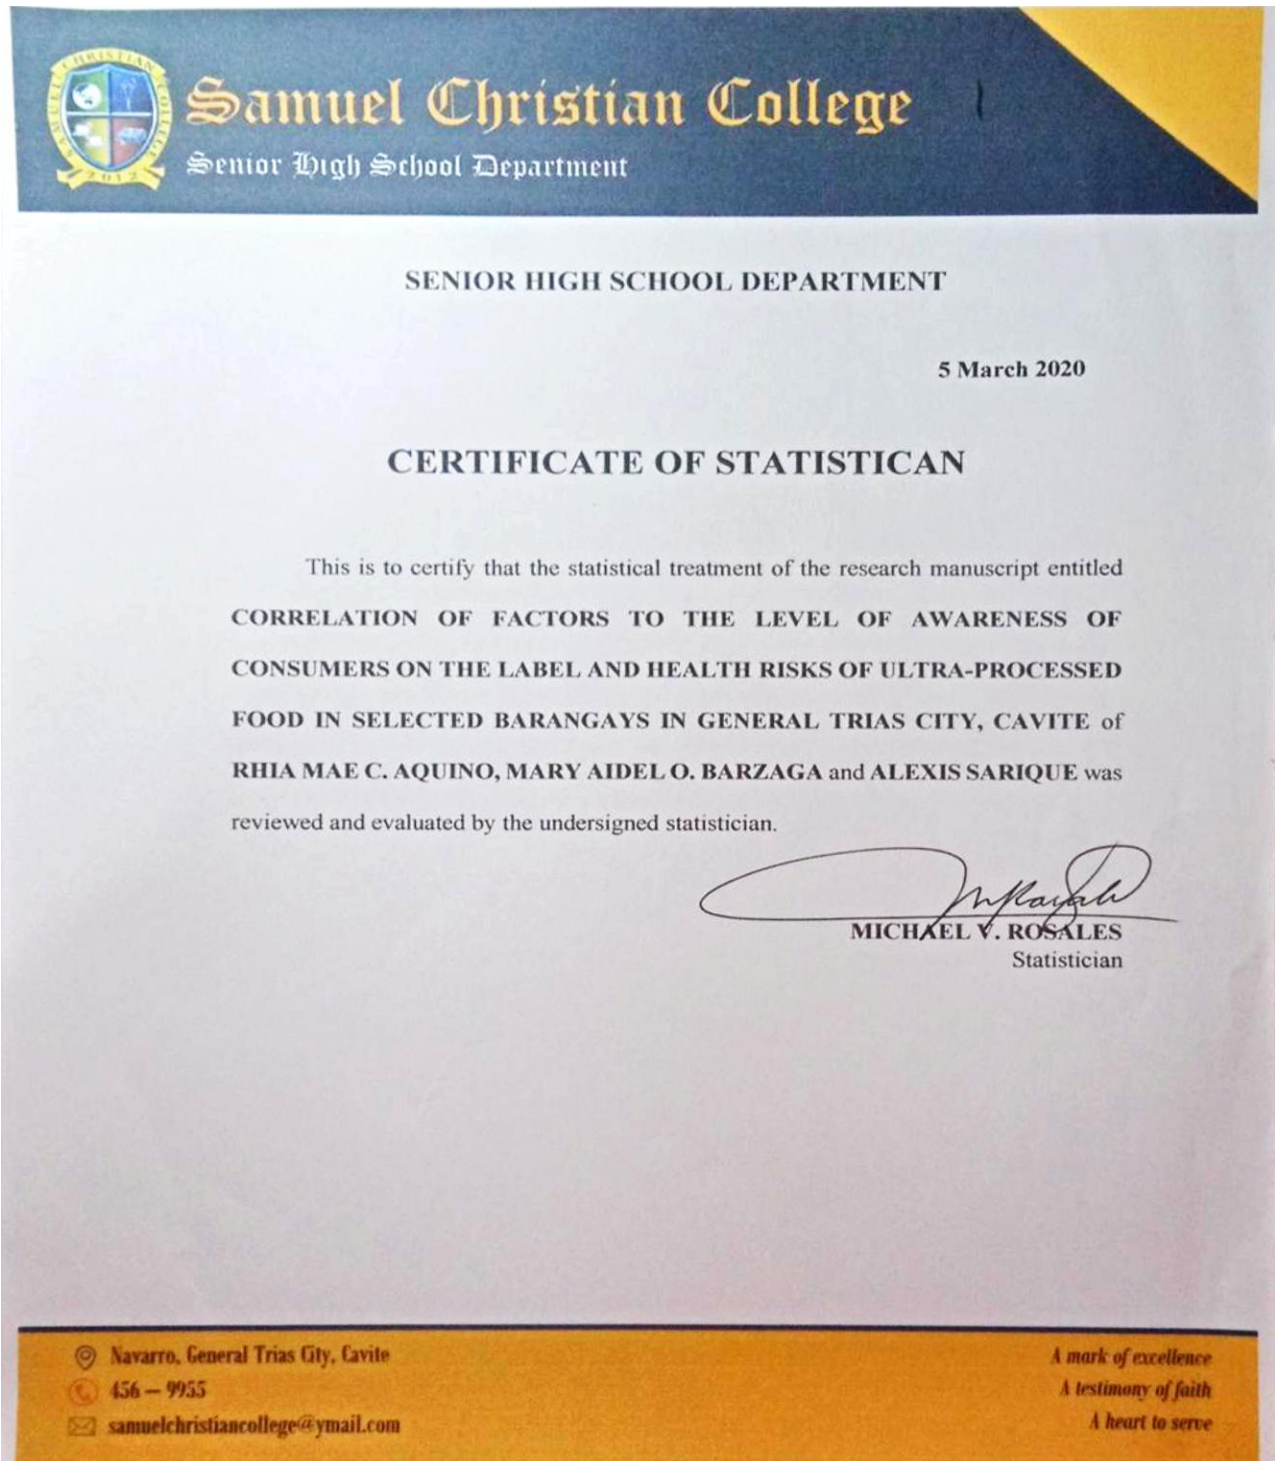 SAMUEL CHRISTIAN COLLEGE
2012
Samuel Christian College
Senior High School Department
SENIOR HIGH SCHOOL DEPARTMENT
5 March 2020
CERTIFICATE OF STATISTICAN
This is to certify that the statistical treatment of the research manuscript entitled
CORRELATION OF FACTORS TO THE LEVEL OF AWARENESS OF
CONSUMERS ON THE LABEL AND HEALTH RISKS OF ULTRA-PROCESSED
FOOD IN SELECTED BARANGAYS IN GENERAL TRIAS CITY, CAVITE of
RHIA MAE C. AQUINO, MARY AIDEL O. BARZAGA and ALEXIS SARIQUE was
reviewed and evaluated by the undersigned statistician.
MICHAEL V. ROSALES
Statistician
Navarro, General Trias City, Cavite
456 – 9955
samuelchristiancollege@ymail.com
A mark of excellence
A testimony of faith
A heart to serve